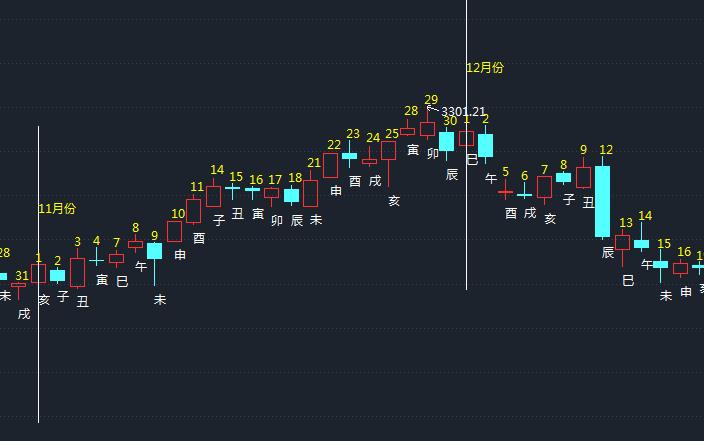 12月份
29
3301.21
28
30
1
2
22
23
24
25
寅
卯
巳
辰
午
9
12
14
15
16
17
18
21
申
酉
戌
亥
5
6
7
8
酉
戌
亥
子
丑
11月份
10
11
子
丑
寅
卯
辰
未
13
14
28
1
2
3
4
7
8
9
申
酉
辰
巳
午
15
16
31
未
戌
亥
子
丑
寅
巳
午
未
未
申